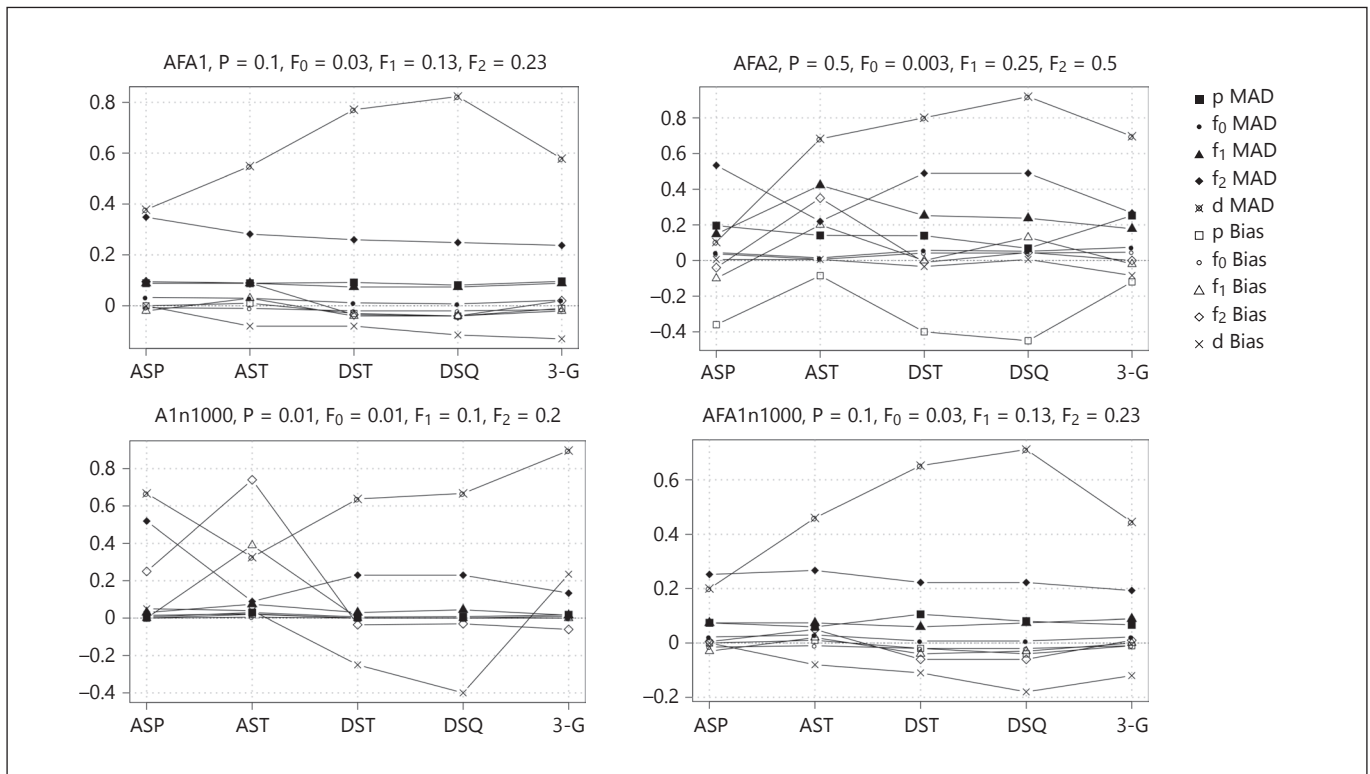 AFA1, P = 0.1, F₀ = 0.03, F₁ = 0.13, F₂ = 0.23
0.8
0.6
0.4
0.2
0
ASP AST DST DSQ 3-G
AFA2, P = 0.5, F₀ = 0.003, F₁ = 0.25, F₂ = 0.5
0.8
0.6
0.4
0.2
0
–0.2
–0.4
ASP AST DST DSQ 3-G
p MAD
f₀ MAD
f₁ MAD
f₂ MAD
d MAD
p Bias
f₀ Bias
f₁ Bias
f₂ Bias
d Bias
A1n1000, P = 0.01, F₀ = 0.01, F₁ = 0.1, F₂ = 0.2
0.8
0.6
0.4
0.2
0
–0.2
–0.4
ASP AST DST DSQ 3-G
AFA1n1000, P = 0.1, F₀ = 0.03, F₁ = 0.13, F₂ = 0.23
0.6
0.4
0.2
0
–0.2
ASP AST DST DSQ 3-G